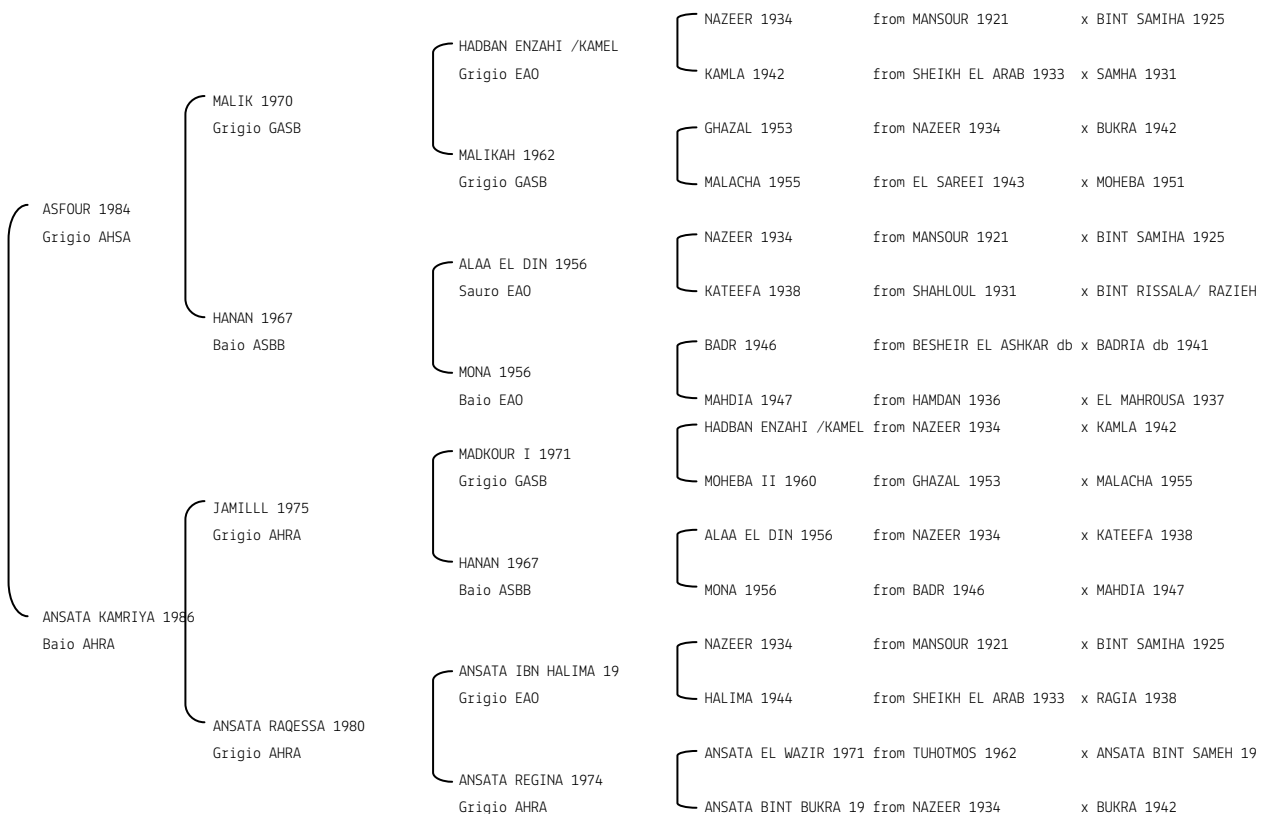 NAZEER 1934 from MANSOUR 1921 x BINT SAMIHA 1925
HADBAN ENZAHI /KAMEL
Grigio EAO
KAMLA 1942 from SHEIKH EL ARAB 1933 x SAMHA 1931
MALIK 1970
Grigio GASB
GHAZAL 1953 from NAZEER 1934 x BUKRA 1942
MALIKAH 1962
Grigio GASB
MALACHA 1955 from EL SAREEI 1943 x MOHEBA 1951
ASFOUR 1984
Grigio AHSA
NAZEER 1934 from MANSOUR 1921 x BINT SAMIHA 1925
ALAA EL DIN 1956
Sauro EAO
KATEEFA 1938 from SHAHLOUL 1931 x BINT RISSALA/ RAZIEH
HANAN 1967
Baio ASBB
BADR 1946 from BESHEIR EL ASHKAR db x BADRIA db 1941
MONA 1956
Baio EAO
MAHDIA 1947 from HAMDAN 1936 x EL MAHROUSA 1937
HADBAN ENZAHI /KAMEL from NAZEER 1934 x KAMLA 1942
MADKOUR I 1971
Grigio GASB
MOHEBA II 1960 from GHAZAL 1953 x MALACHA 1955
JAMILLL 1975
Grigio AHRA
ALAA EL DIN 1956 from NAZEER 1934 x KATEEFA 1938
HANAN 1967
Baio ASBB
MONA 1956 from BADR 1946 x MAHDIA 1947
ANSATA KAMRIYA 1986
Baio AHRA
NAZEER 1934 from MANSOUR 1921 x BINT SAMIHA 1925
ANSATA IBN HALIMA 19
Grigio EAO
HALIMA 1944 from SHEIKH EL ARAB 1933 x RAGIA 1938
ANSATA RAQESSA 1980
Grigio AHRA
ANSATA EL WAZIR 1971 from TUHOTMOS 1962 x ANSATA BINT SAMEH 19
ANSATA REGINA 1974
Grigio AHRA
ANSATA BINT BUKRA 19 from NAZEER 1934 x BUKRA 1942